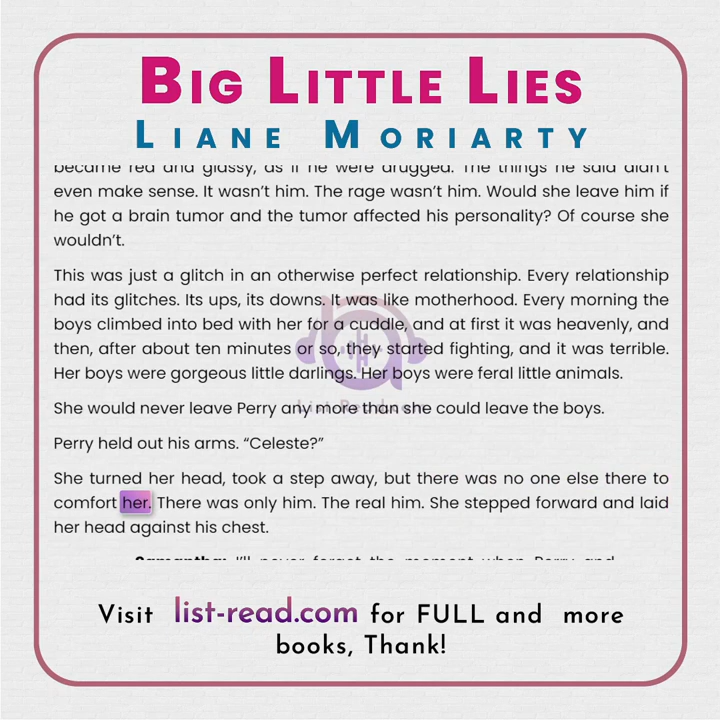 BIG LITTLE LIES
LIANE MORIARTY
became red and glassy, as if he were drugged. The things he said didn't
even make sense. It wasn’t him. The rage wasn’t him. Would she leave him if
he got a brain tumor and the tumor affected his personality? Of course she
wouldn’t.
This was just a glitch in an otherwise perfect relationship. Every relationship
had its glitches. Its ups, its downs. It was like motherhood. Every morning the
boys climbed into bed with her for a cuddle, and at first it was heavenly, and
then, after about ten minutes or so, they started fighting, and it was terrible.
Her boys were gorgeous little darlings. Her boys were feral little animals.
She would never leave Perry any more than she could leave the boys.
Perry held out his arms. “Celeste?”
She turned her head, took a step away, but there was no one else there to
comfort her. There was only him. The real him. She stepped forward and laid
her head against his chest.
Samantha: I’ll never forget the moment when Perry and
Visit list-read.com for FULL and more
books, Thank!